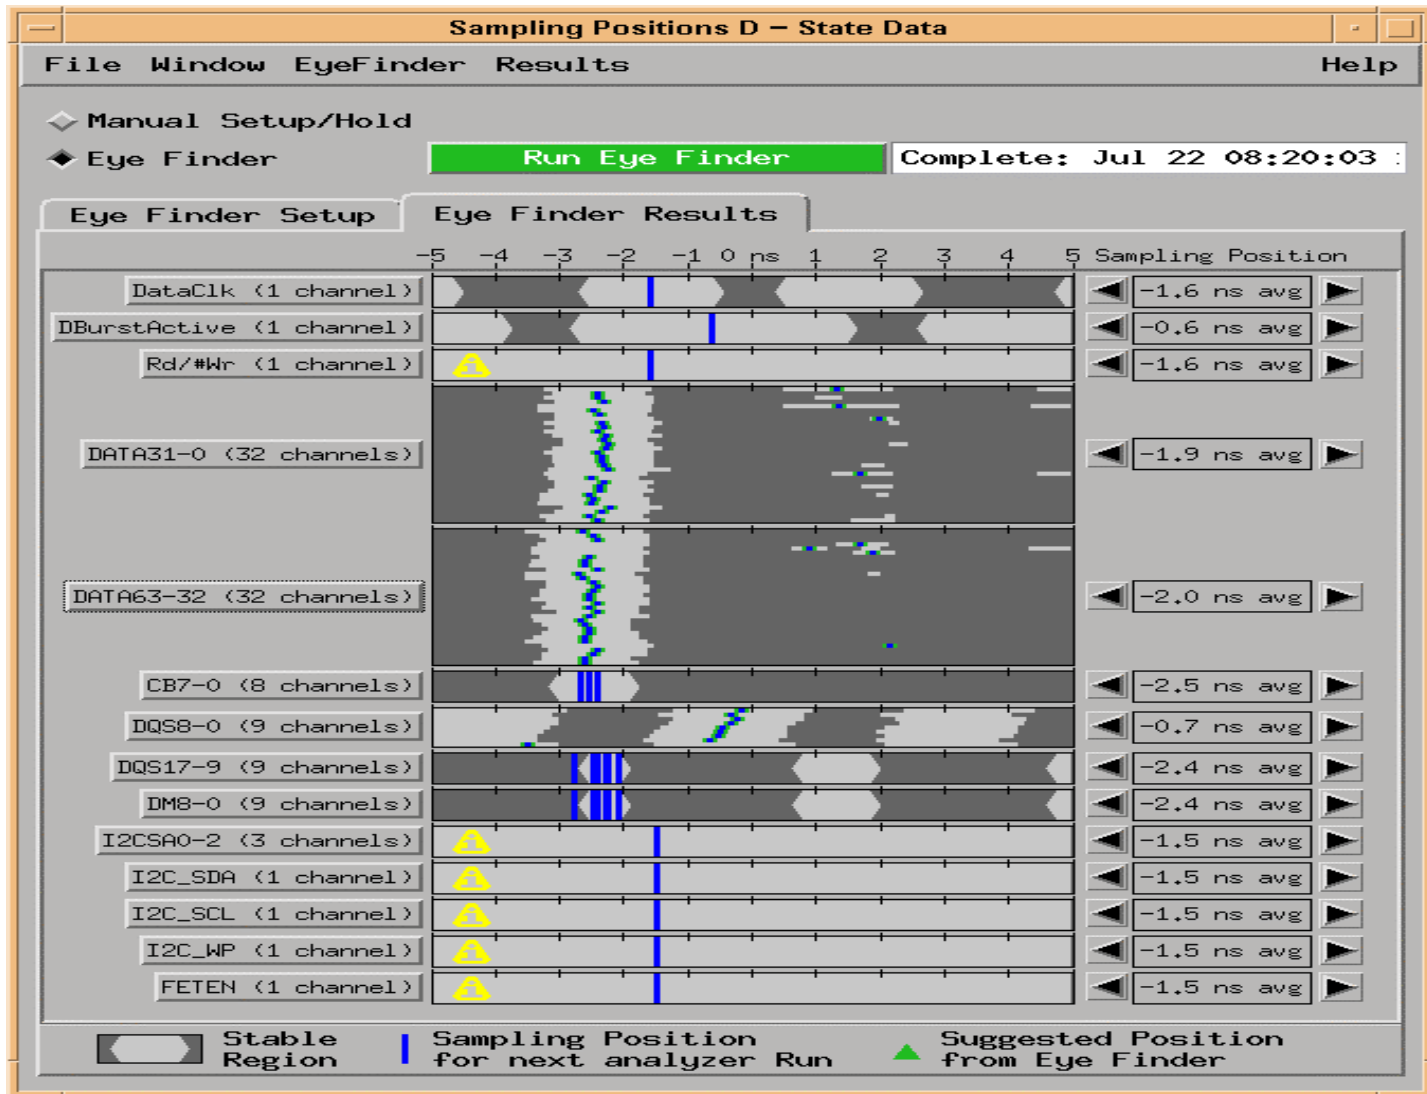 Sampling Positions D – State Data
File Window EyeFinder Results Help
Manual Setup/Hold
Eye Finder Run Eye Finder Complete: Jul 22 08:20:03
Eye Finder Setup Eye Finder Results
-5 -4 -3 -2 -1 0 ns 1 2 3 4 5 Sampling Position
DataClk (1 channel) -1.6 ns avg
DBurstActive (1 channel) -0.6 ns avg
Rd/#Wr (1 channel) -1.6 ns avg
DATA31-0 (32 channels) -1.9 ns avg
DATA63-32 (32 channels) -2.0 ns avg
CB7-0 (8 channels) -2.5 ns avg
DQS8-0 (9 channels) -0.7 ns avg
DQS17-9 (9 channels) -2.4 ns avg
DM8-0 (9 channels) -2.4 ns avg
I2CSA0-2 (3 channels) -1.5 ns avg
I2C_SDA (1 channel) -1.5 ns avg
I2C_SCL (1 channel) -1.5 ns avg
I2C_WP (1 channel) -1.5 ns avg
FETEN (1 channel) -1.5 ns avg
Stable Sampling Position Suggested Position
Region for next analyzer Run from Eye Finder